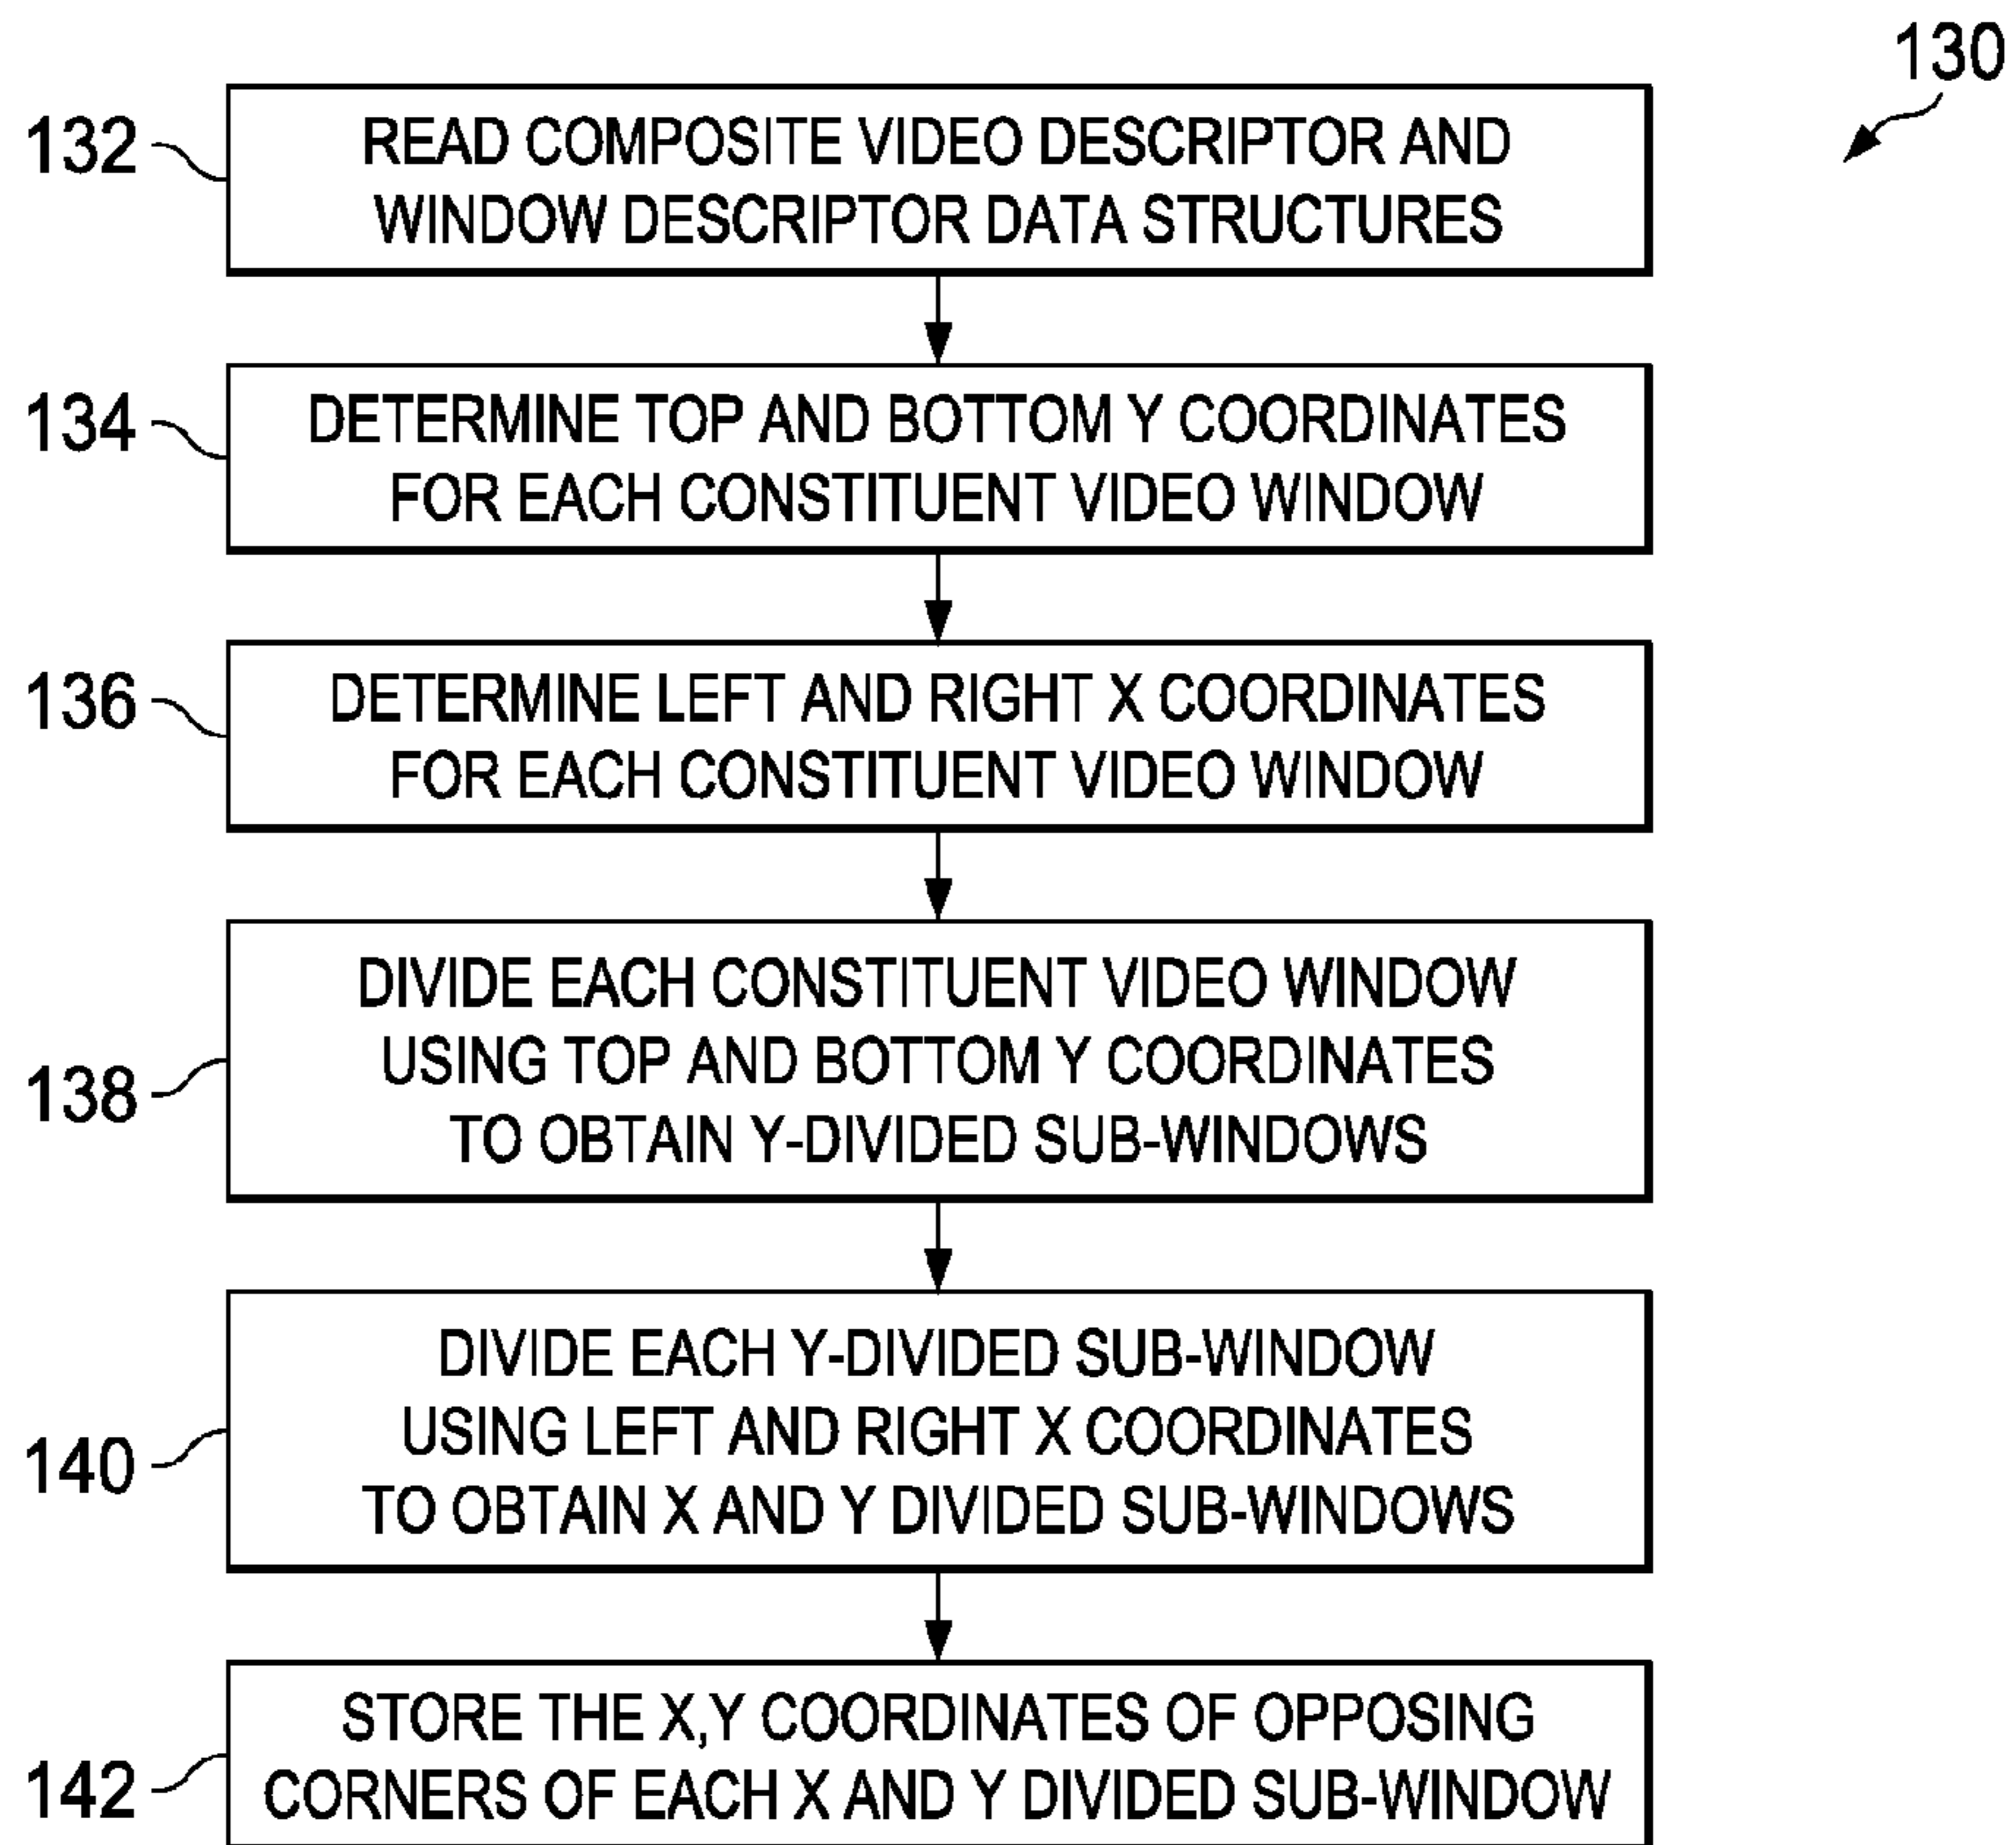 130
132
READ COMPOSITE VIDEO DESCRIPTOR AND
WINDOW DESCRIPTOR DATA STRUCTURES
134
DETERMINE TOP AND BOTTOM Y COORDINATES
FOR EACH CONSTITUENT VIDEO WINDOW
136
DETERMINE LEFT AND RIGHT X COORDINATES
FOR EACH CONSTITUENT VIDEO WINDOW
138
DIVIDE EACH CONSTITUENT VIDEO WINDOW
USING TOP AND BOTTOM Y COORDINATES
TO OBTAIN Y-DIVIDED SUB-WINDOWS
140
DIVIDE EACH Y-DIVIDED SUB-WINDOW
USING LEFT AND RIGHT X COORDINATES
TO OBTAIN X AND Y DIVIDED SUB-WINDOWS
142
STORE THE X,Y COORDINATES OF OPPOSING
CORNERS OF EACH X AND Y DIVIDED SUB-WINDOW